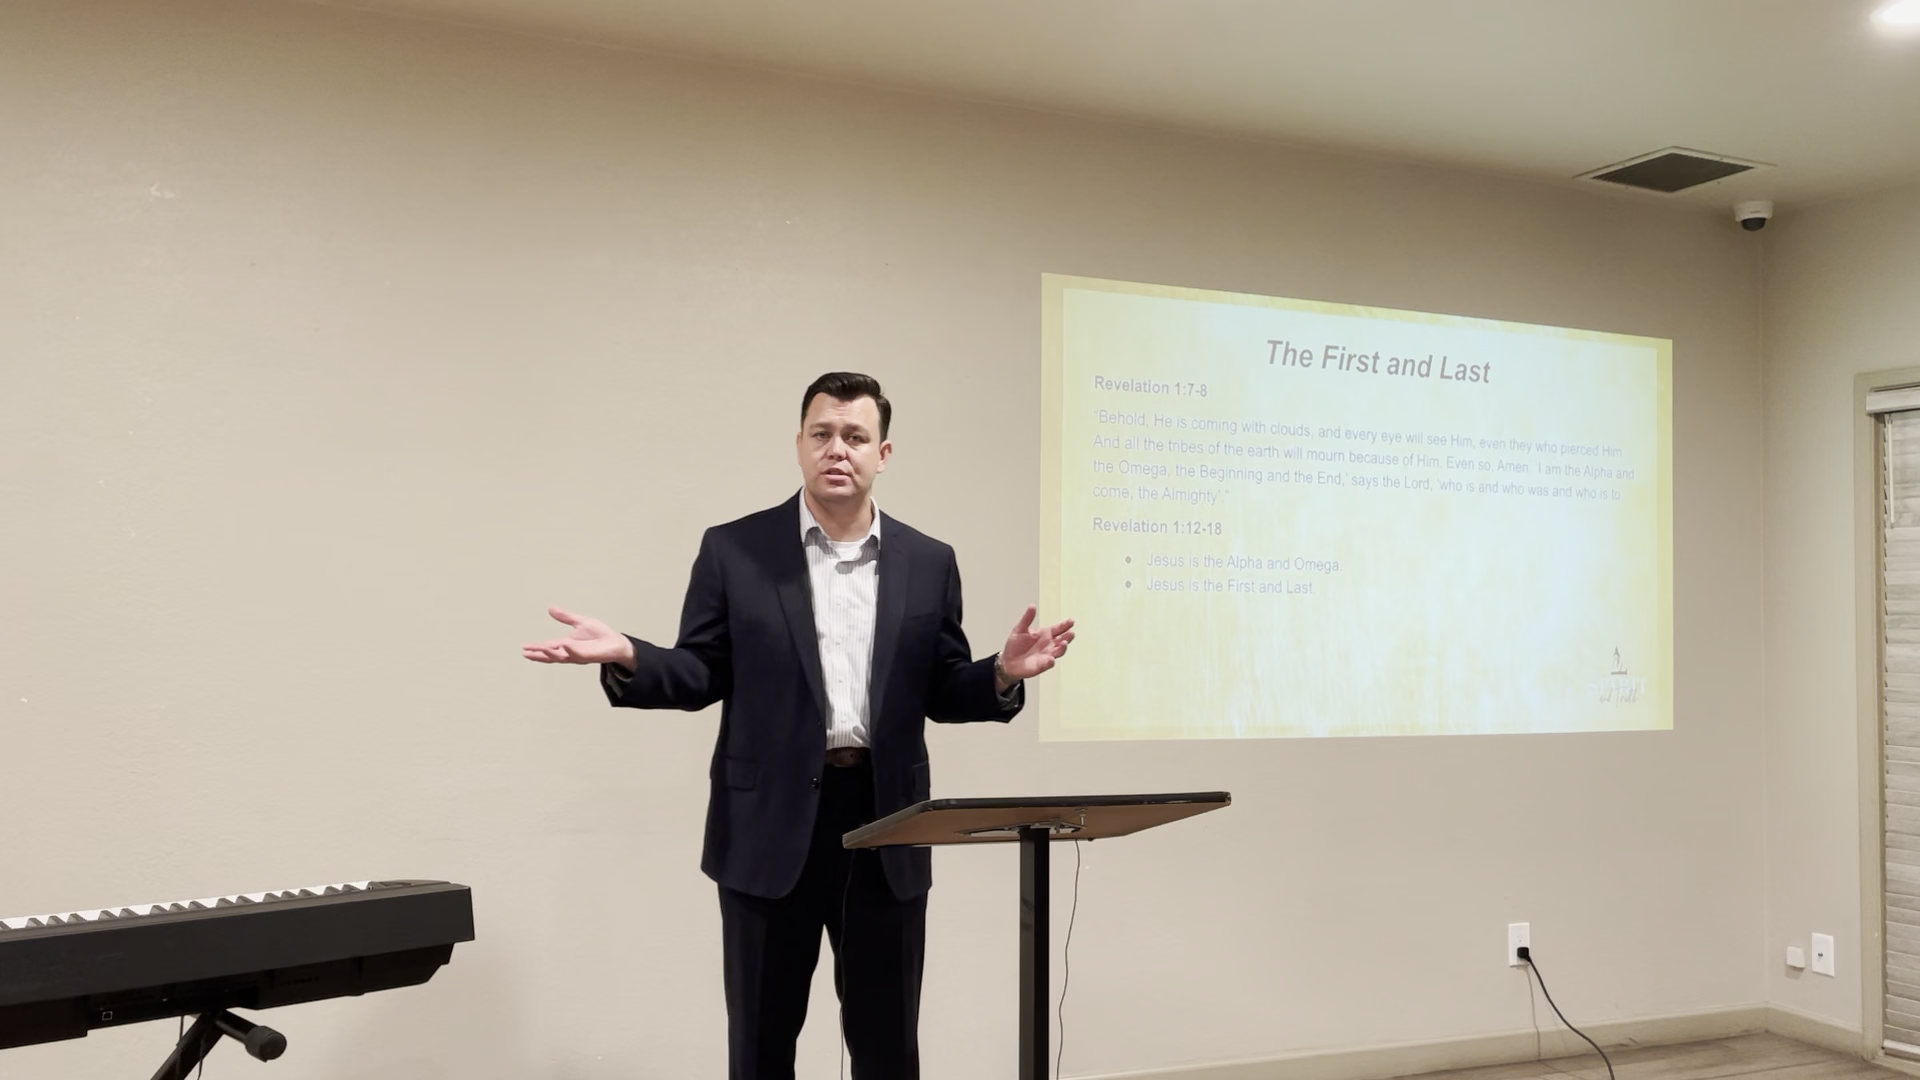 The First and Last
Revelation 1:7-8
"Behold, He is coming with clouds, and every eye will see Him, even they who pierced Him.
And all the tribes of the earth will mourn because of Him. Even so, Amen. 'I am the Alpha and
the Omega, the Beginning and the End,' says the Lord, 'who is and who was and who is to
come, the Almighty'."
Revelation 1:12-18
• Jesus is the Alpha and Omega.
• Jesus is the First and Last
and Truth